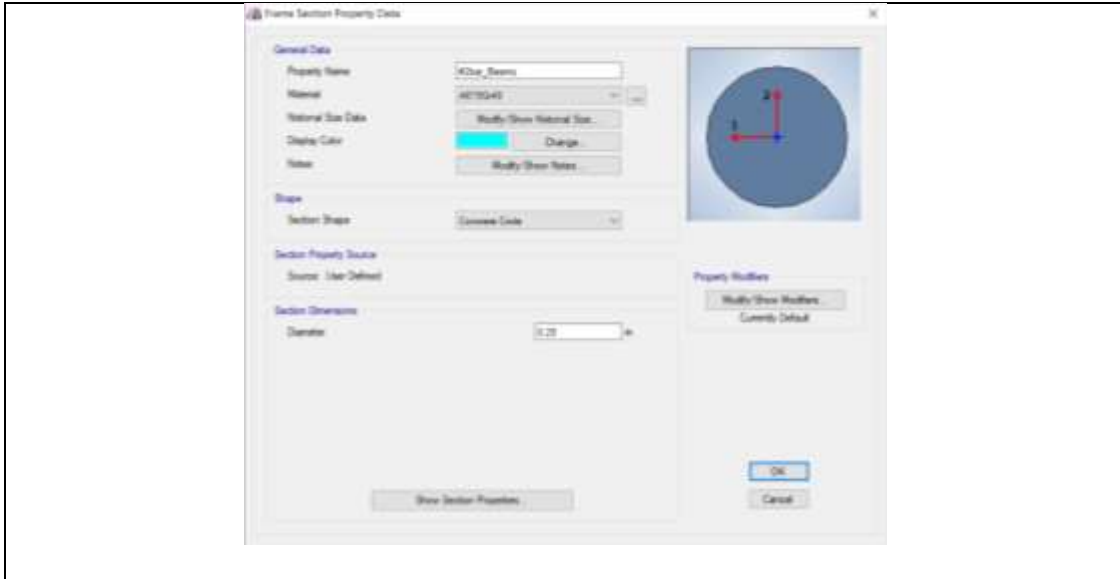 Frame Section Property Data
General Data
Property Name
Material
Notional Size Data
Modify/Show Notional Size...
Display Color
Change...
Notes
Modify/Show Notes...
Shape
Section Shape
Concrete Circle
Section Property Source
Source: User Defined
Section Dimensions
Diameter
in
Show Section Properties...
2
Property Modifiers
Modify/Show Modifiers...
Currently Default
OK
Cancel